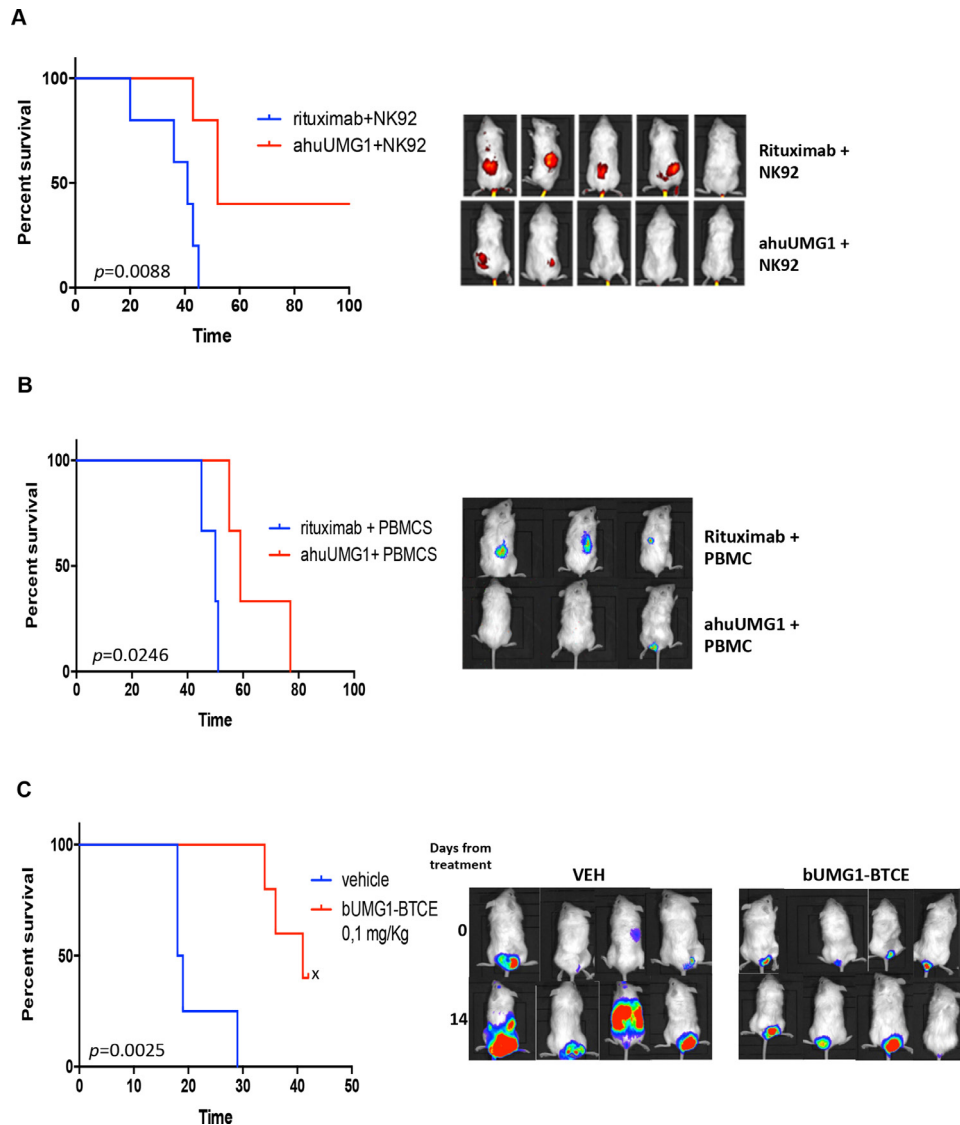 A
Percent survival
100
50
0
0 20 40 60 80 100
Time
p=0.0088
rituximab+NK92
ahuUMG1+NK92
Rituximab +
NK92
ahuUMG1 +
NK92
B
Percent survival
100
50
0
0 20 40 60 80 100
Time
p=0.0246
rituximab + PBMCS
ahuUMG1+ PBMCS
Rituximab +
PBMC
ahuUMG1 +
PBMC
C
Percent survival
100
50
0
0 10 20 30 40 50
Time
p=0.0025
vehicle
bUMG1-BTCE
0,1 mg/Kg
x
Days from
treatment
VEH
bUMG1-BTCE
0
14